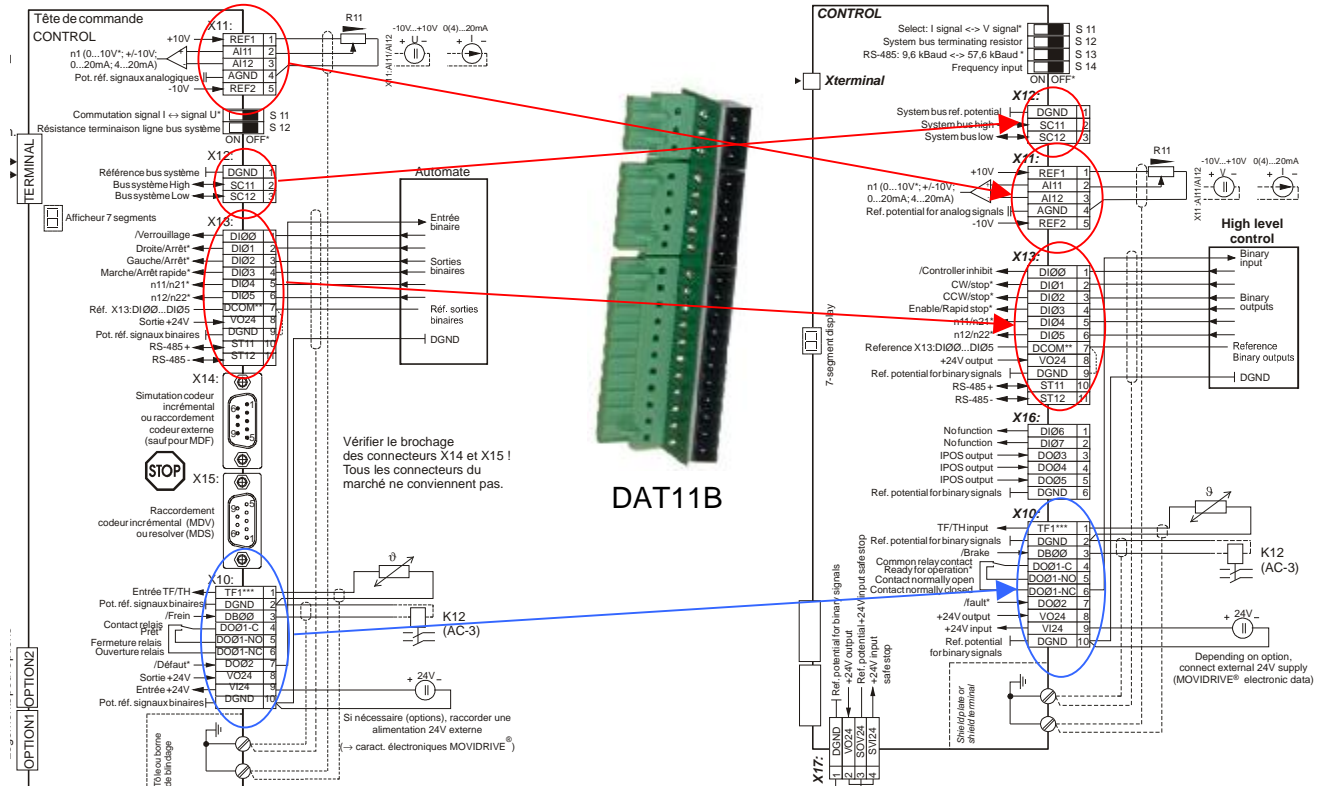 Tête de commande
CONTROL
X11:
+10V
REF1 1
n1 (0...10V*; +/-10V;
0...20mA; 4...20mA)
AI11 2
AI12 3
Pot. réf. signaux analogiques
AGND 4
-10V
REF2 5
R11
-10V...+10V 0(4)...20mA
+ U -
+ I -
X11:AI11/AI12
Commutation signal I ↔ signal U*
S 11
Résistance terminaison ligne bus système
S 12
ON OFF*
TERMINAL
X12:
Référence bus système
DGND 1
Bus système High
SC11 2
Bus système Low
SC12 3
Afficheur 7 segments
X13:
/Verrouillage
DIØØ 1
Droite/Arrêt*
DIØ1 2
Gauche/Arrêt*
DIØ2 3
Marche/Arrêt rapide*
DIØ3 4
n11/n21*
DIØ4 5
n12/n22*
DIØ5 6
Réf. X13:DIØØ...DIØ5
DCOM** 7
Sortie +24V
VO24 8
Pot. réf. signaux binaires
DGND 9
RS-485+
ST11 10
RS-485-
ST12 11
Automate
Entrée
binaire
Sorties
binaires
Réf. sorties
binaires
DGND
X14:
Simutation codeur
incrémental
ou raccordement
codeur externe
(sauf pour MDF)
6 1
9 5
STOP
X15:
Raccordement
codeur incrémental (MDV)
ou resolver (MDS)
9 5
6 1
Vérifier le brochage
des connecteurs X14 et X15 !
Tous les connecteurs du
marché ne conviennent pas.
X10:
Entrée TF/TH
TF1*** 1
Pot. réf. signaux binaires
DGND 2
/Frein
DBØØ 3
Contact relais
DOØ1-C 4
Prêt*
Fermeture relais
DOØ1-NO 5
Ouverture relais
DOØ1-NC 6
/Défaut*
DOØ2 7
Sortie +24V
VO24 8
Entrée +24V
VI24 9
Pot. réf. signaux binaires
DGND 10
ϑ
K12
(AC-3)
+ 24V -
Si nécessaire (options), raccorder une
alimentation 24V externe
(→ caract. électroniques MOVIDRIVE®)
OPTION2
OPTION1
Tôle ou borne
de blindage
DAT11B
CONTROL
Select: I signal <-> V signal*
S 11
System bus terminating resistor
S 12
RS-485: 9,6 kBaud <-> 57,6 kBaud *
S 13
Frequency input
S 14
ON OFF*
Xterminal
X12:
System bus ref. potential
DGND 1
System bus high
SC11 2
System bus low
SC12 3
X11:
+10V
REF1 1
n1 (0...10V*; +/-10V;
0...20mA; 4...20mA)
AI11 2
AI12 3
Ref. potential for analog signals
AGND 4
-10V
REF2 5
R11
-10V...+10V 0(4)...20mA
+ V -
+ I -
X11:AI11/AI12
7-segment display
X13:
/Controller inhibit
DIØØ 1
CW/stop*
DIØ1 2
CCW/stop*
DIØ2 3
Enable/Rapid stop*
DIØ3 4
n11/n21*
DIØ4 5
n12/n22*
DIØ5 6
Reference X13:DIØØ...DIØ5
DCOM** 7
+24V output
VO24 8
Ref. potential for binary signals
DGND 9
RS-485+
ST11 10
RS-485-
ST12 11
High level
control
Binary
input
Binary
outputs
Reference
Binary outputs
DGND
X16:
No function
DIØ6 1
No function
DIØ7 2
IPOS output
DOØ3 3
IPOS output
DOØ4 4
IPOS output
DOØ5 5
Ref. potential for binary signals
DGND 6
X10:
TF/TH input
TF1*** 1
Ref. potential for binary signals
DGND 2
/Brake
DBØØ 3
Common relay contact
DOØ1-C 4
Ready for operation*
Contact normally open
DOØ1-NO 5
Contact normally closed
DOØ1-NC 6
/fault*
DOØ2 7
+24V output
VO24 8
+24V input
VI24 9
Ref. potential
for binary signals
DGND 10
ϑ
K12
(AC-3)
+ 24V -
Depending on option,
connect external 24V supply
(MOVIDRIVE® electronic data)
Shield plate or
shield terminal
Ref. potential for binary signals
+24V output
Ref. potential +24V input safe stop
+24V input
safe stop
X17:
1 DGND
2 VO24
3 SOV24
4 SVI24